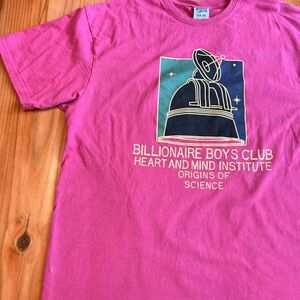 BILLIONAIRE BOYS CLUB
HEART AND MIND INSTITUTE
ORIGINS OF
SCIENCE